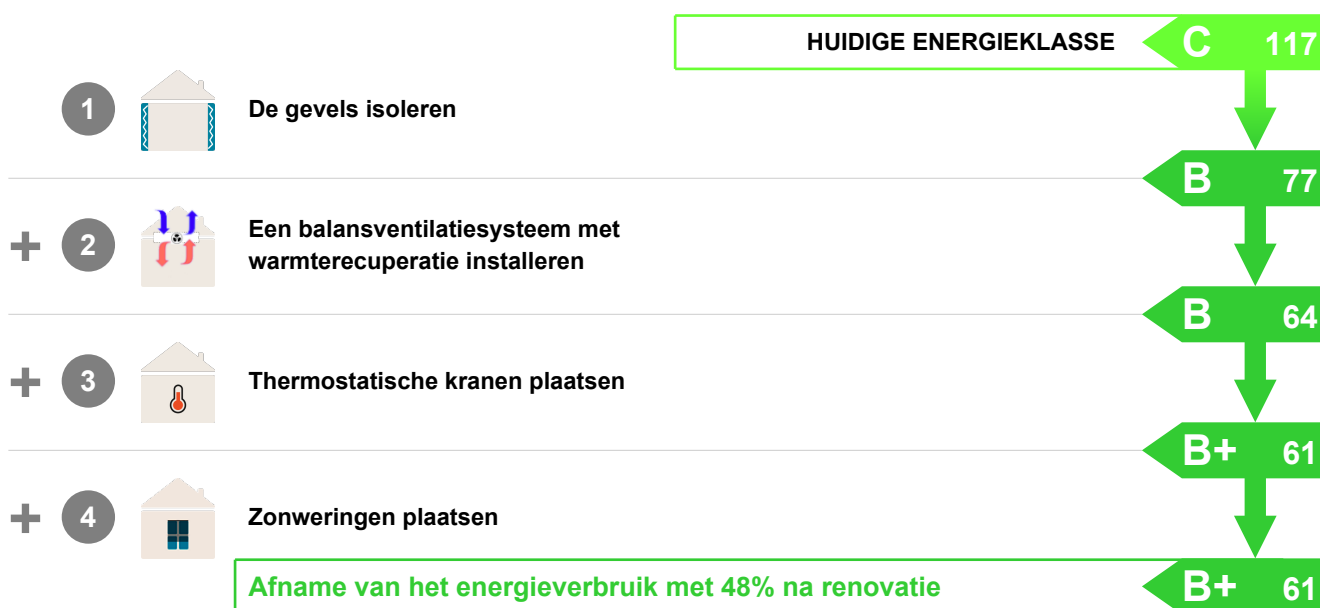 HUIDIGE ENERGIEKLASSE C 117
1 De gevels isoleren
B 77
+ 2 Een balansventilatiesysteem met
warmterecuperatie installeren
B 64
+ 3 Thermostatische kranen plaatsen
B+ 61
+ 4 Zonweringen plaatsen
Afname van het energieverbruik met 48% na renovatie B+ 61